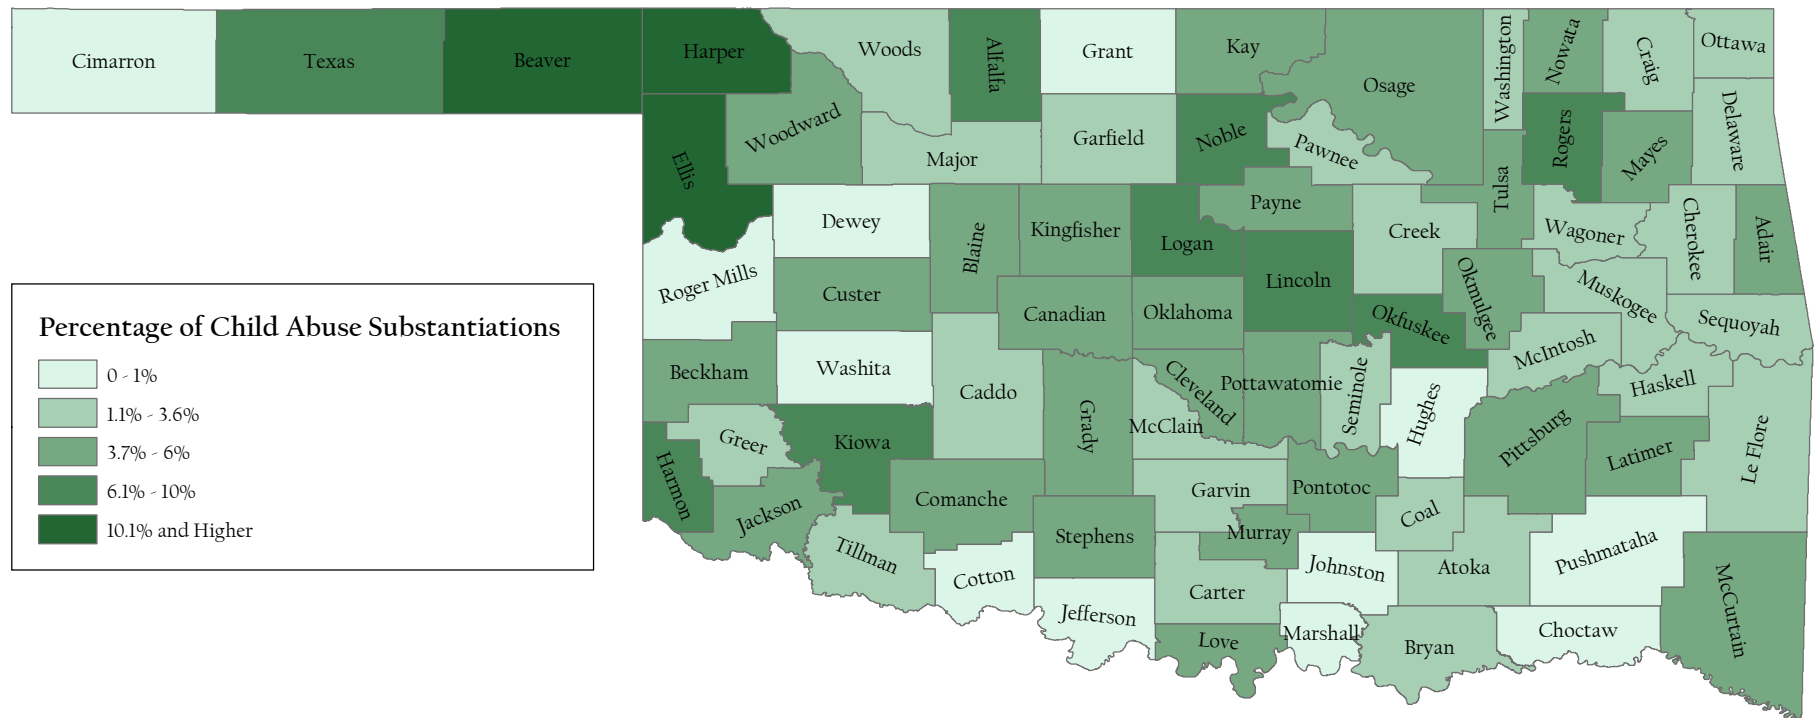 Cimarron
Texas
Beaver
Harper
Woods
Alfalfa
Grant
Kay
Osage
Washington
Nowata
Craig
Ottawa
Ellis
Woodward
Major
Garfield
Noble
Pawnee
Rogers
Mayes
Delaware
Dewey
Blaine
Kingfisher
Logan
Payne
Creek
Tulsa
Wagoner
Cherokee
Adair
Roger Mills
Custer
Canadian
Oklahoma
Lincoln
Okfuskee
Okmulgee
Muskogee
Sequoyah
McIntosh
Beckham
Washita
Caddo
Grady
McClain
Cleveland
Pottawatomie
Seminole
Hughes
Pittsburg
Haskell
Latimer
Le Flore
Harmon
Greer
Kiowa
Jackson
Comanche
Stephens
Garvin
Murray
Pontotoc
Coal
Tillman
Cotton
Jefferson
Carter
Johnston
Atoka
Pushmataha
McCurtain
Love
Marshall
Bryan
Choctaw
Percentage of Child Abuse Substantiations
0 - 1%
1.1% - 3.6%
3.7% - 6%
6.1% - 10%
10.1% and Higher